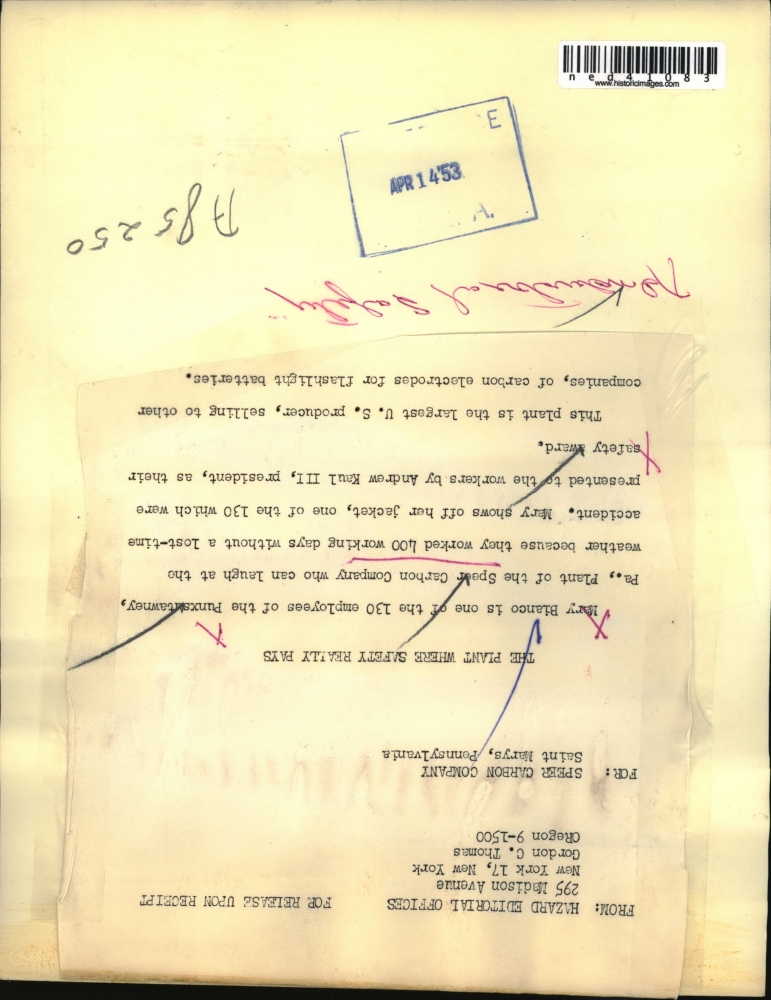 ned41083
www.historicimages.com
E
APR 14 '53
A.
A85250
Industrial Safety
FROM: HAZARD EDITORIAL OFFICES FOR RELEASE UPON RECEIPT
295 Madison Avenue
New York 17, New York
Gordon C. Thomas
ORegon 9-1500
FOR: SPEER CARBON COMPANY
Saint Marys, Pennsylvania
THE PLANT WHERE SAFETY REALLY PAYS
Mary Bianco is one of the 130 employees of the Punxsutawney,
Pa., Plant of the Speer Carbon Company who can laugh at the
weather because they worked 400 working days without a lost-time
accident. Mary shows off her jacket, one of the 130 which were
presented to the workers by Andrew Kaul III, president, as their
safety award.
This plant is the largest U. S. producer, selling to other
companies, of carbon electrodes for flashlight batteries.